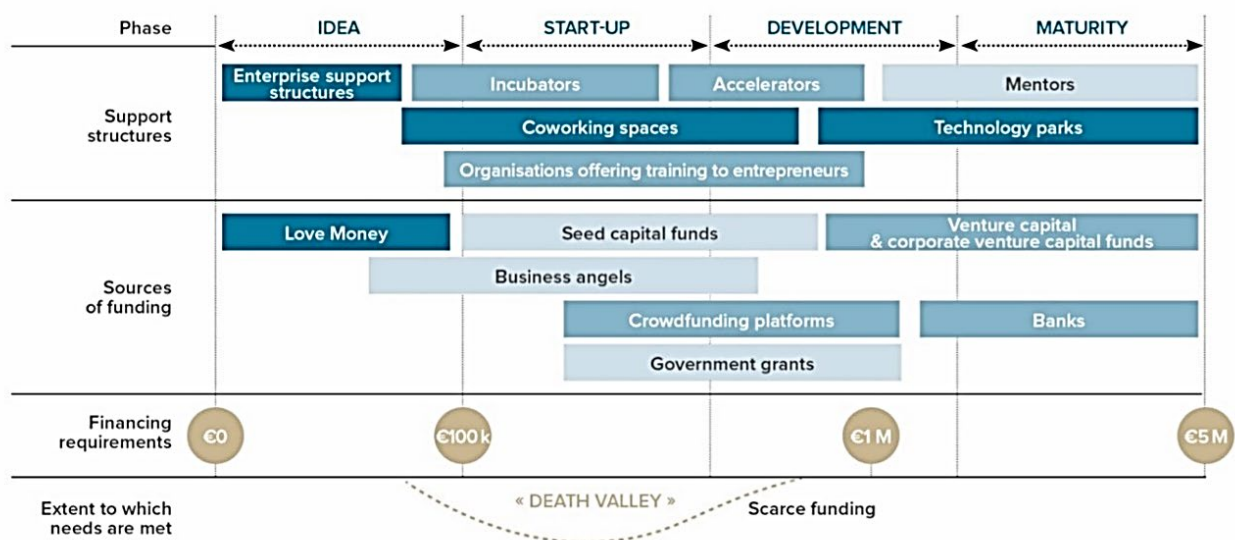 Phase
IDEA
START-UP
DEVELOPMENT
MATURITY
Support
structures
Enterprise support
structures
Incubators
Accelerators
Mentors
Coworking spaces
Technology parks
Organisations offering training to entrepreneurs
Sources
of funding
Love Money
Seed capital funds
Venture capital
& corporate venture capital funds
Business angels
Crowdfunding platforms
Banks
Government grants
Financing
requirements
€0
€100 k
€1 M
€5 M
Extent to which
needs are met
« DEATH VALLEY »
Scarce funding